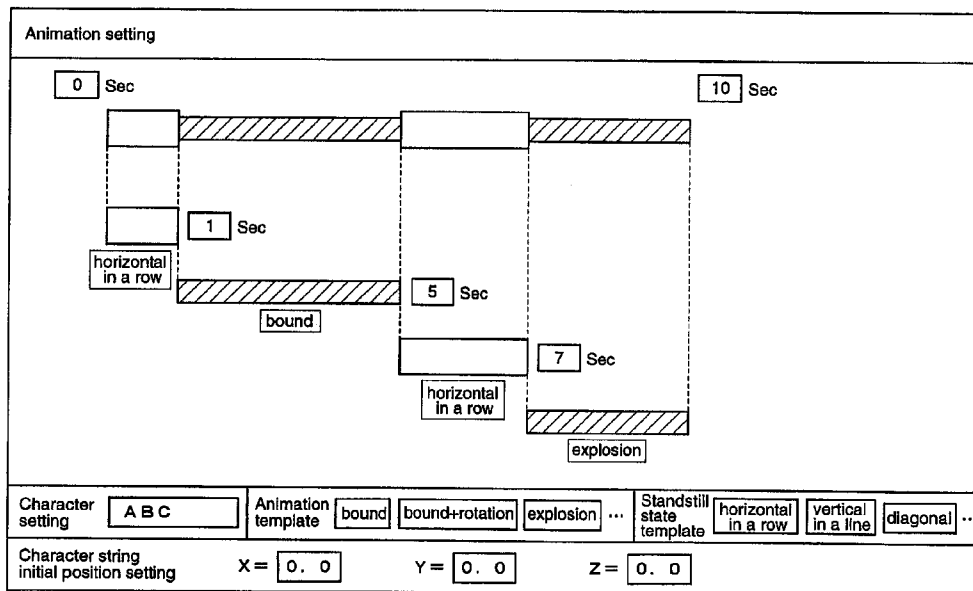 Animation setting
0 Sec
10 Sec
1 Sec
horizontal
in a row
5 Sec
bound
7 Sec
horizontal
in a row
explosion
Character
setting
A B C
Animation
template
bound
bound+rotation
explosion ...
Standstill
state
template
horizontal
in a row
vertical
in a line
diagonal ...
Character string
initial position setting
X = 0. 0
Y = 0. 0
Z = 0. 0